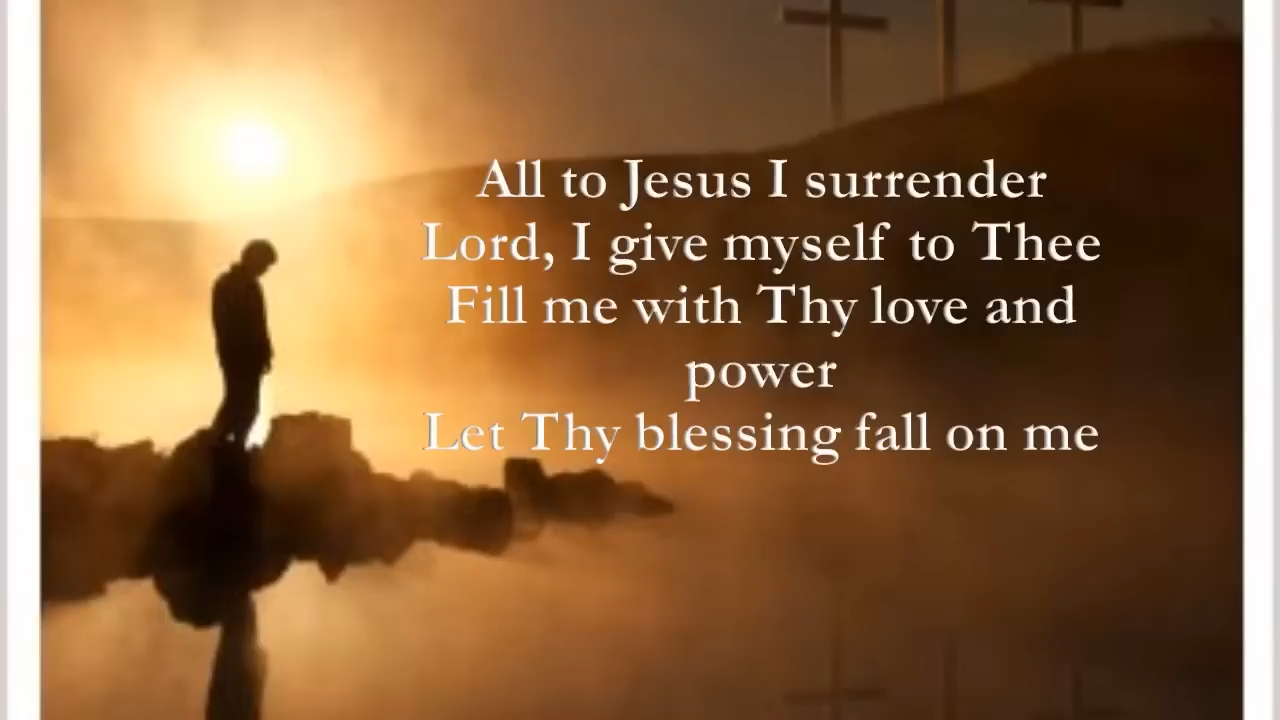 All to Jesus I surrender
Lord, I give myself to Thee
Fill me with Thy love and
power
Let Thy blessing fall on me